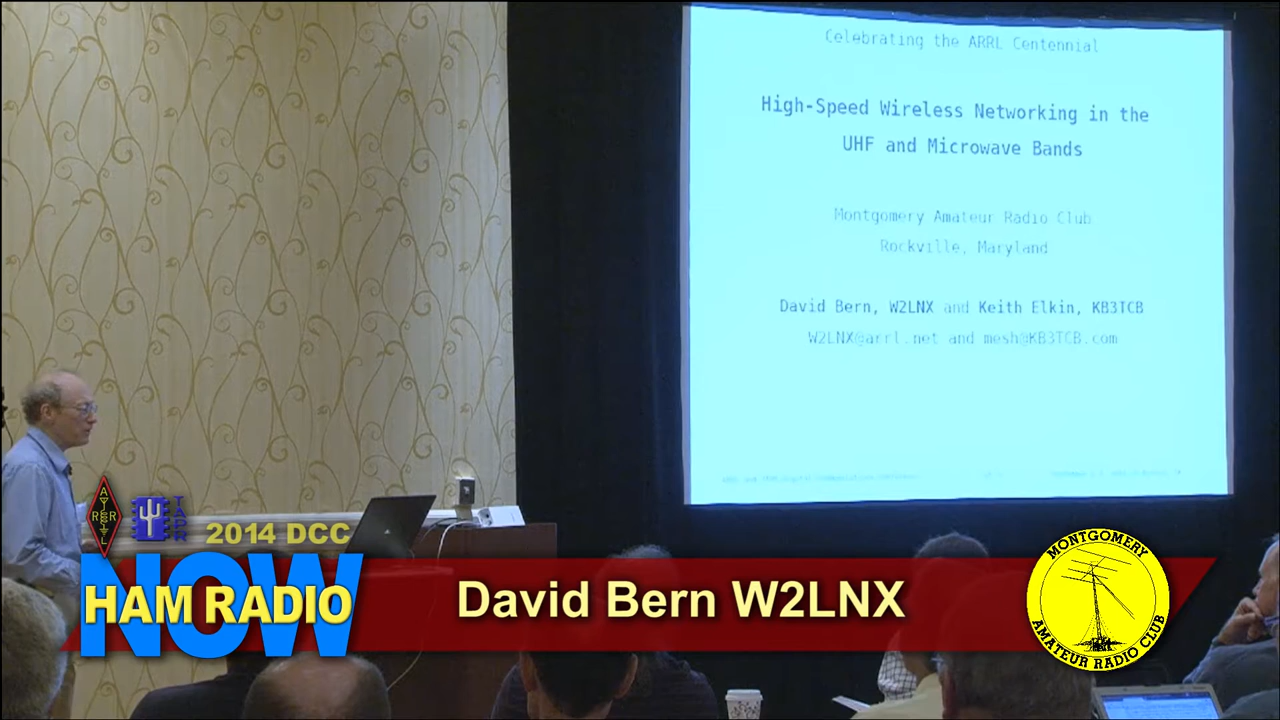 Celebrating the ARRL Centennial
High-Speed Wireless Networking in the
UHF and Microwave Bands
Montgomery Amateur Radio Club
Rockville, Maryland
David Bern, W2LNX and Keith Elkin, KB3TCB
W2LNX@arrl.net and mesh@KB3TCB.com
ARRL
TAPR
2014 DCC
NOW
HAM RADIO
David Bern W2LNX
MONTGOMERY
AMATEUR RADIO CLUB